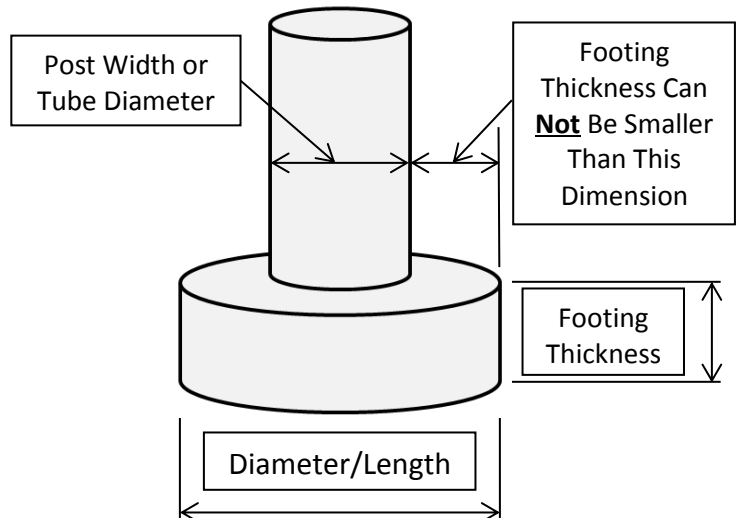 Post Width or
Tube Diameter
Footing
Thickness Can
Not Be Smaller
Than This
Dimension
Footing
Thickness
Diameter/Length